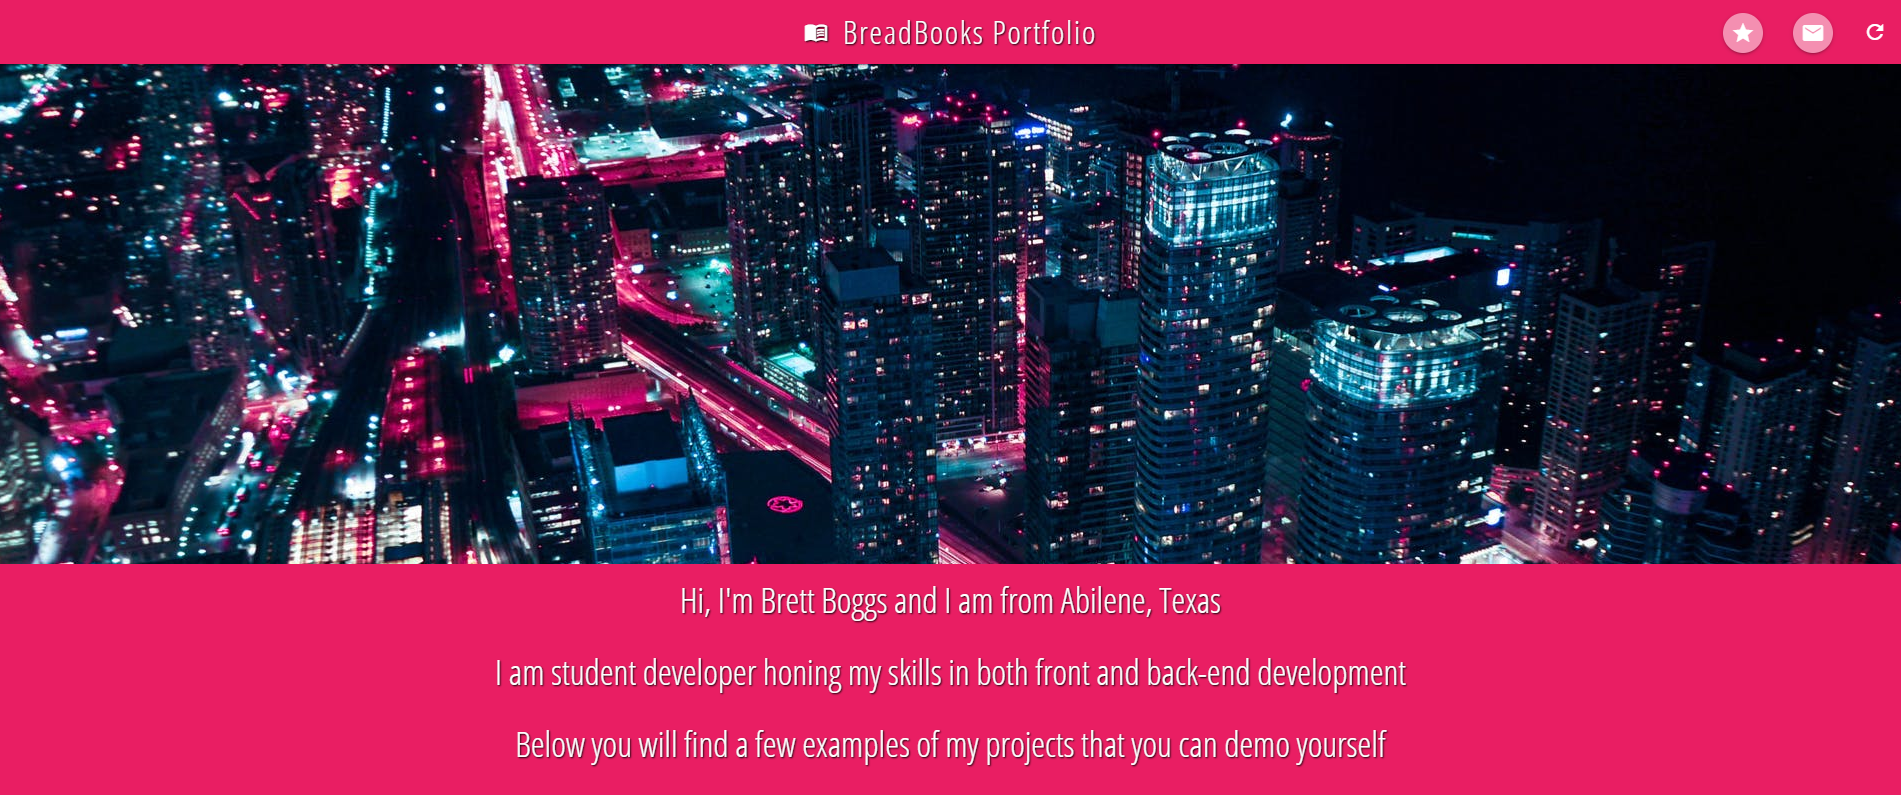 BreadBooks Portfolio
Hi, I'm Brett Boggs and I am from Abilene, Texas
I am student developer honing my skills in both front and back-end development
Below you will find a few examples of my projects that you can demo yourself